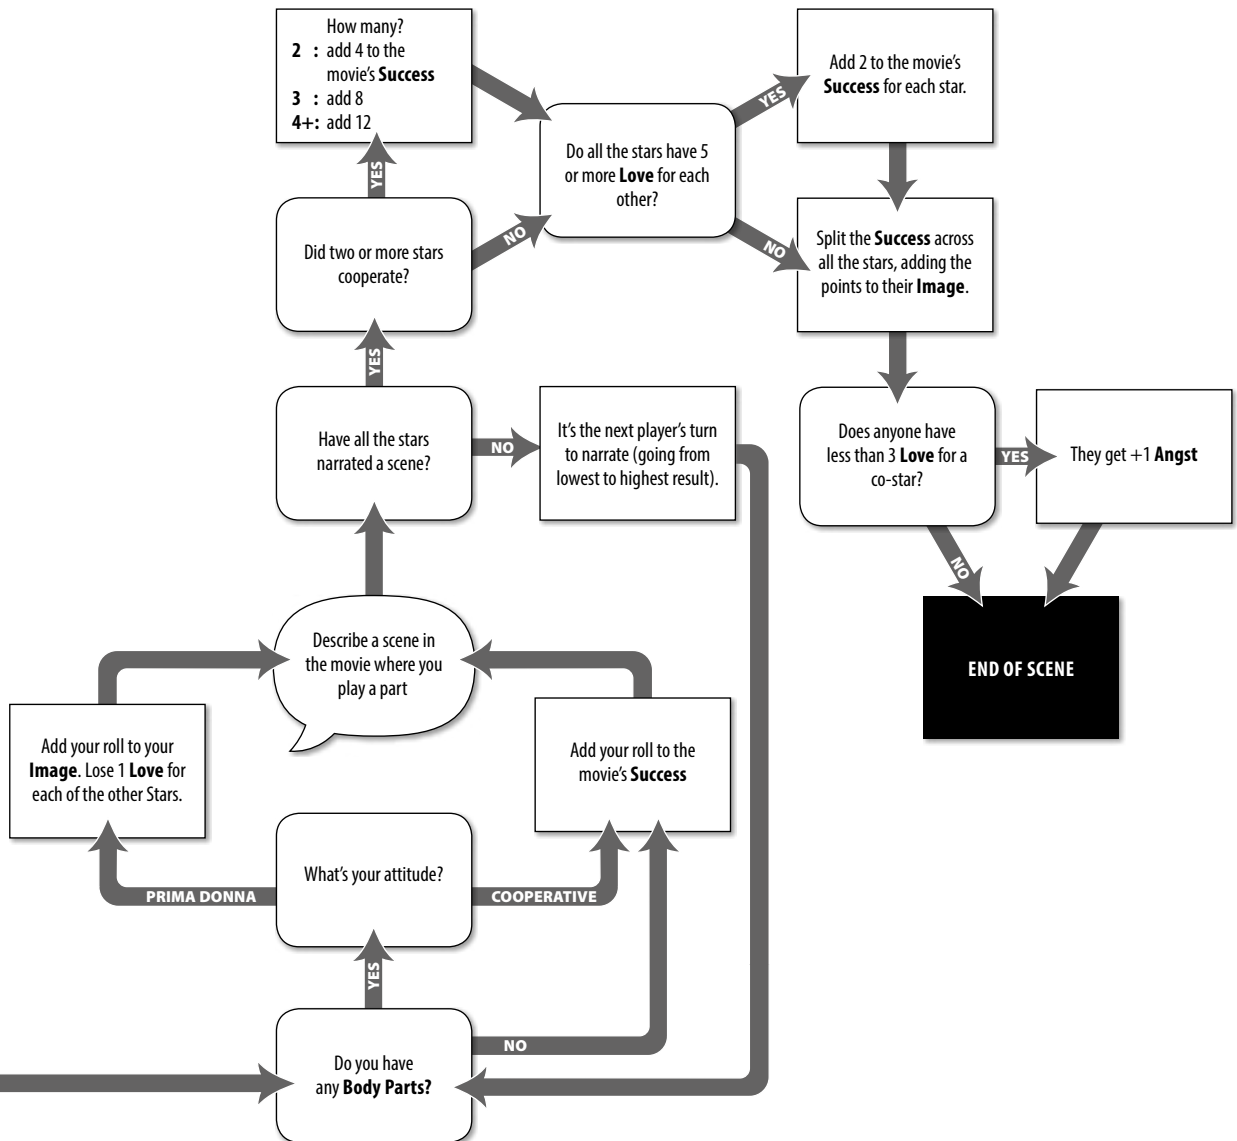 How many?
2 : add 4 to the
movie's Success
3 : add 8
4+: add 12
YES
Add 2 to the movie's
Success for each star.
Do all the stars have 5
or more Love for each
other?
YES
NO
Did two or more stars
cooperate?
NO
Split the Success across
all the stars, adding the
points to their Image.
YES
Have all the stars
narrated a scene?
NO
It's the next player's turn
to narrate (going from
lowest to highest result).
Does anyone have
less than 3 Love for a
co-star?
YES
They get +1 Angst
NO
END OF SCENE
Describe a scene in
the movie where you
play a part
Add your roll to your
Image. Lose 1 Love for
each of the other Stars.
Add your roll to the
movie's Success
What's your attitude?
PRIMA DONNA
COOPERATIVE
YES
Do you have
any Body Parts?
NO